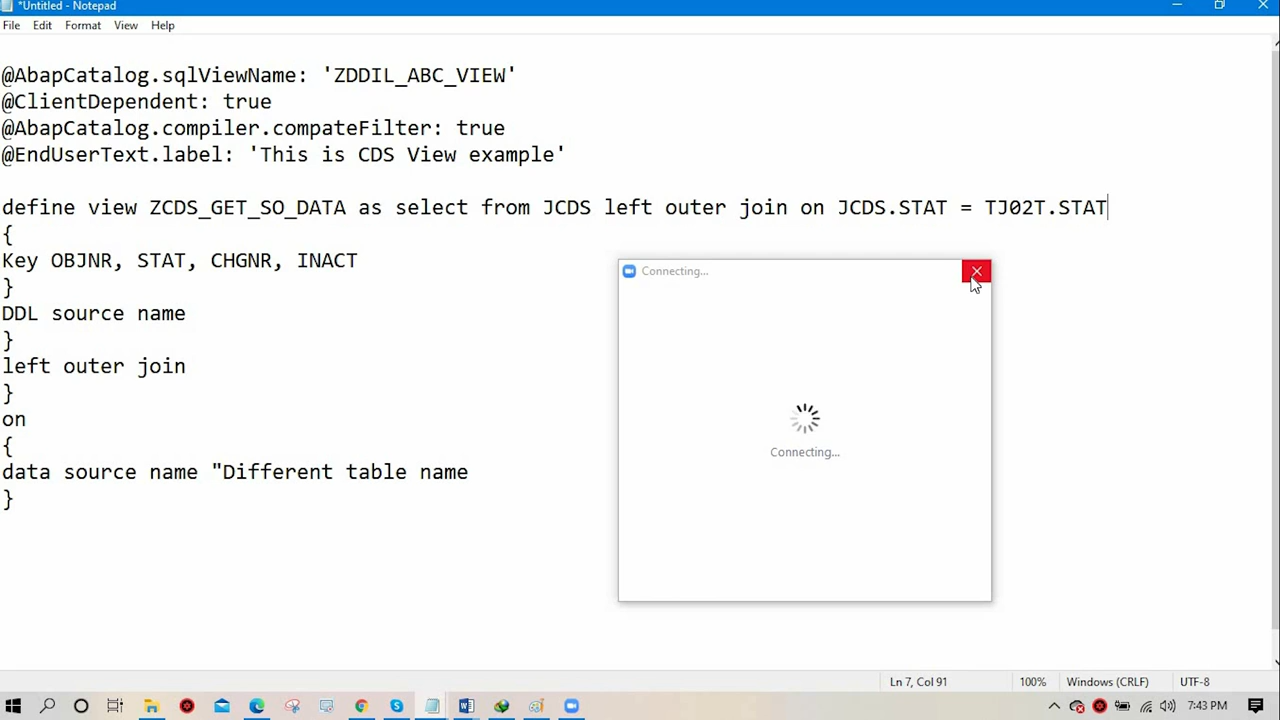 *Untitled - Notepad
File Edit Format View Help
@AbapCatalog.sqlViewName: 'ZDDIL_ABC_VIEW'
@ClientDependent: true
@AbapCatalog.compiler.compateFilter: true
@EndUserText.label: 'This is CDS View example'
define view ZCDS_GET_SO_DATA as select from JCDS left outer join on JCDS.STAT = TJ02T.STAT
{
Key OBJNR, STAT, CHGNR, INACT
}
DDL source name
}
left outer join
}
on
{
data source name "Different table name
}
Connecting...
Connecting...
Ln 7, Col 91 100% Windows (CRLF) UTF-8
7:43 PM